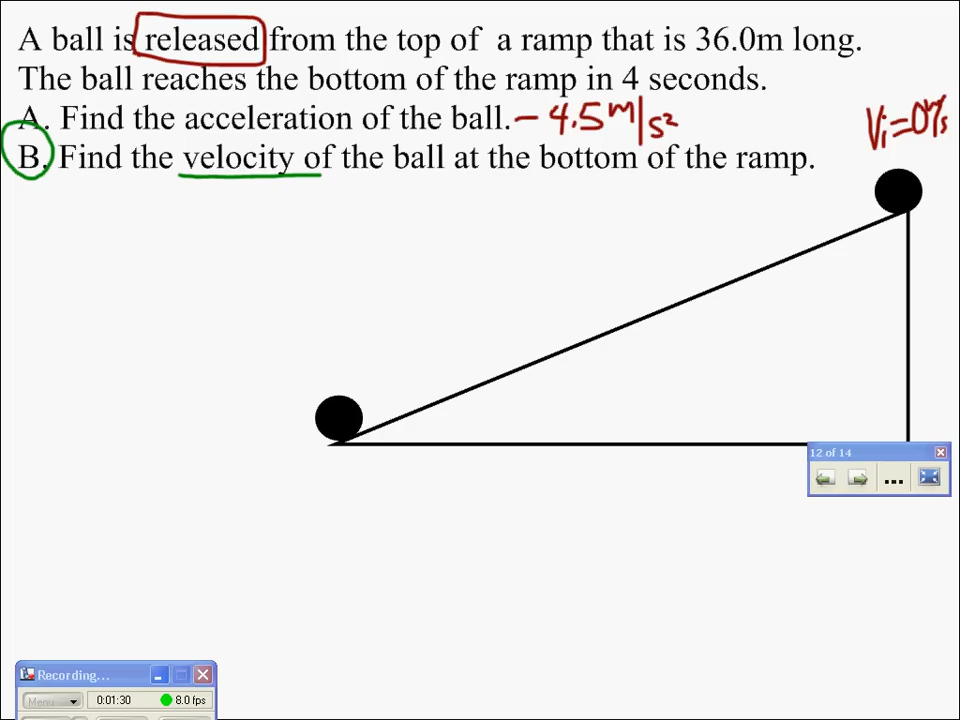 A ball is released from the top of a ramp that is 36.0m long.
The ball reaches the bottom of the ramp in 4 seconds.
A. Find the acceleration of the ball. -4.5 m/s²
Vi=0m/s
B. Find the velocity of the ball at the bottom of the ramp.
12 of 14
...
Recording...
Menu 0:01:30 8.0 fps